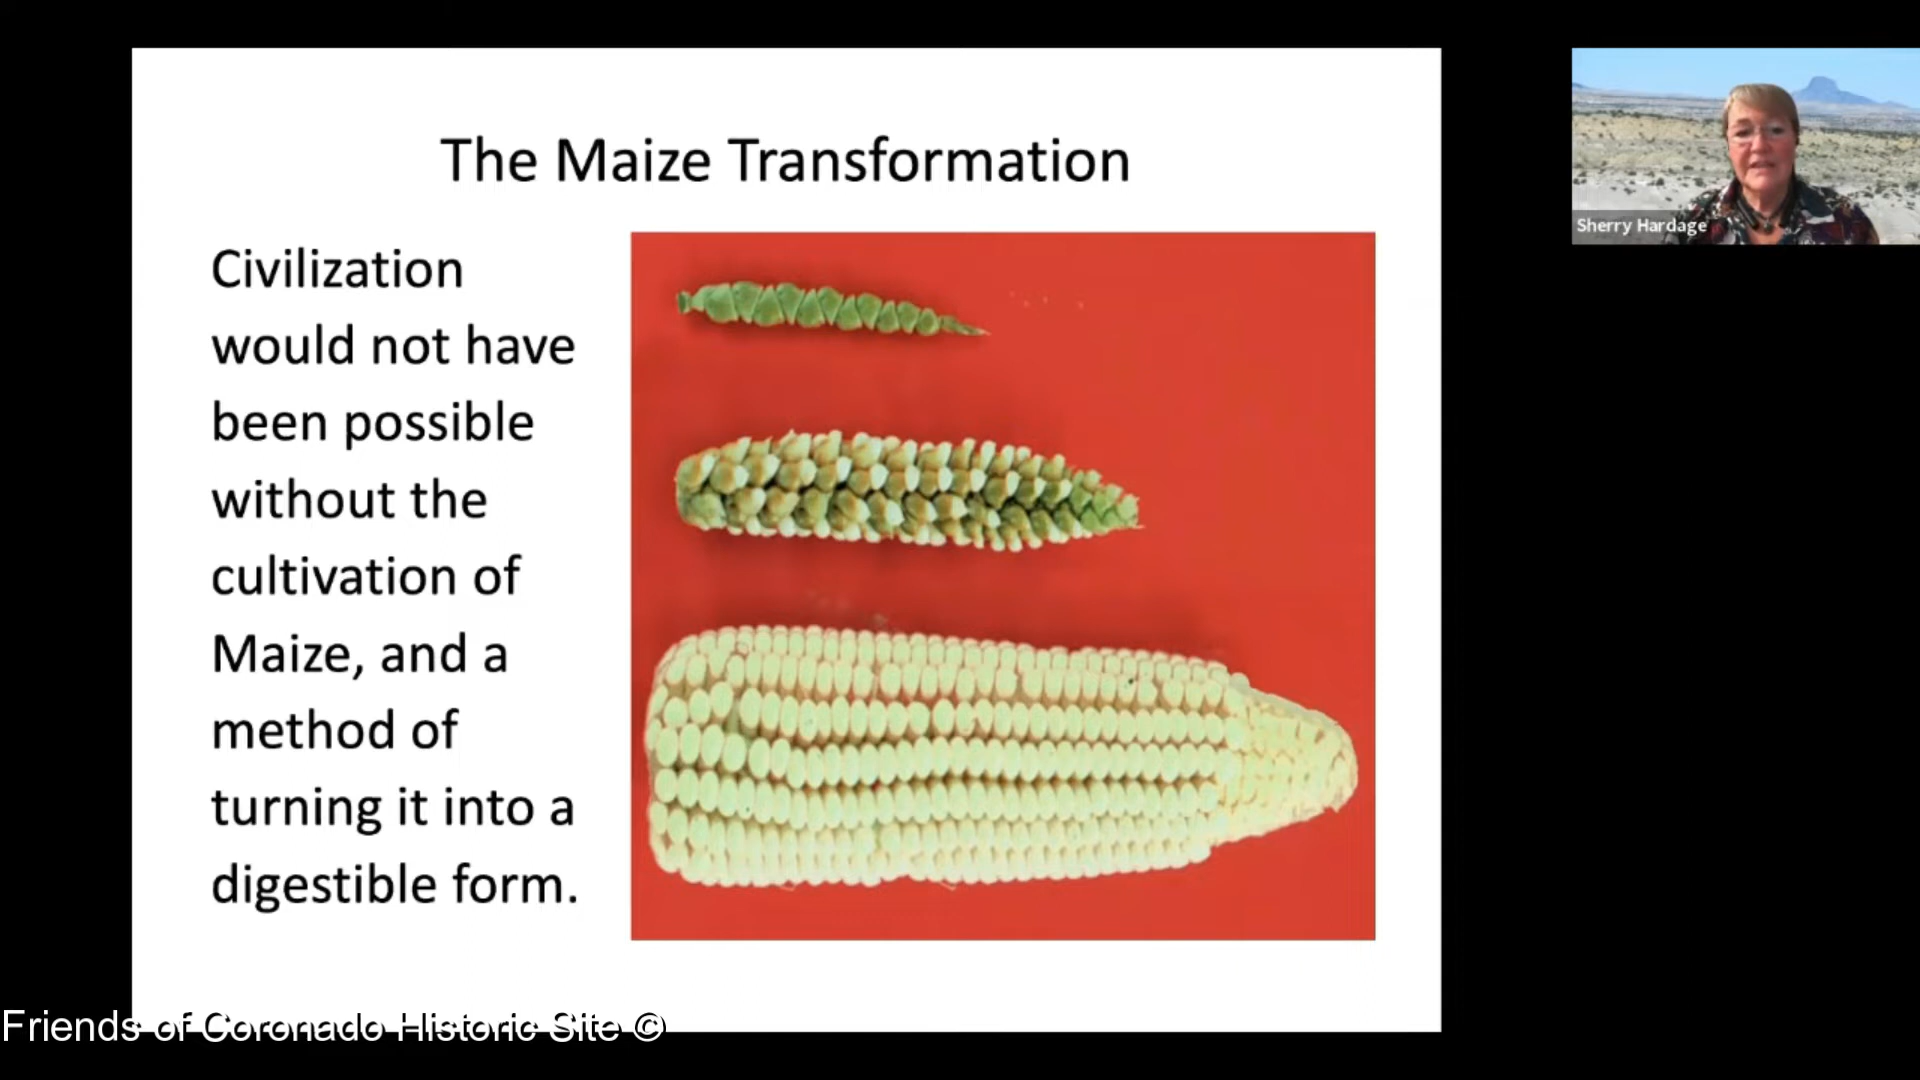 The Maize Transformation
Civilization
would not have
been possible
without the
cultivation of
Maize, and a
method of
turning it into a
digestible form.
Sherry Hardage
Friends of Coronado Historic Site ©